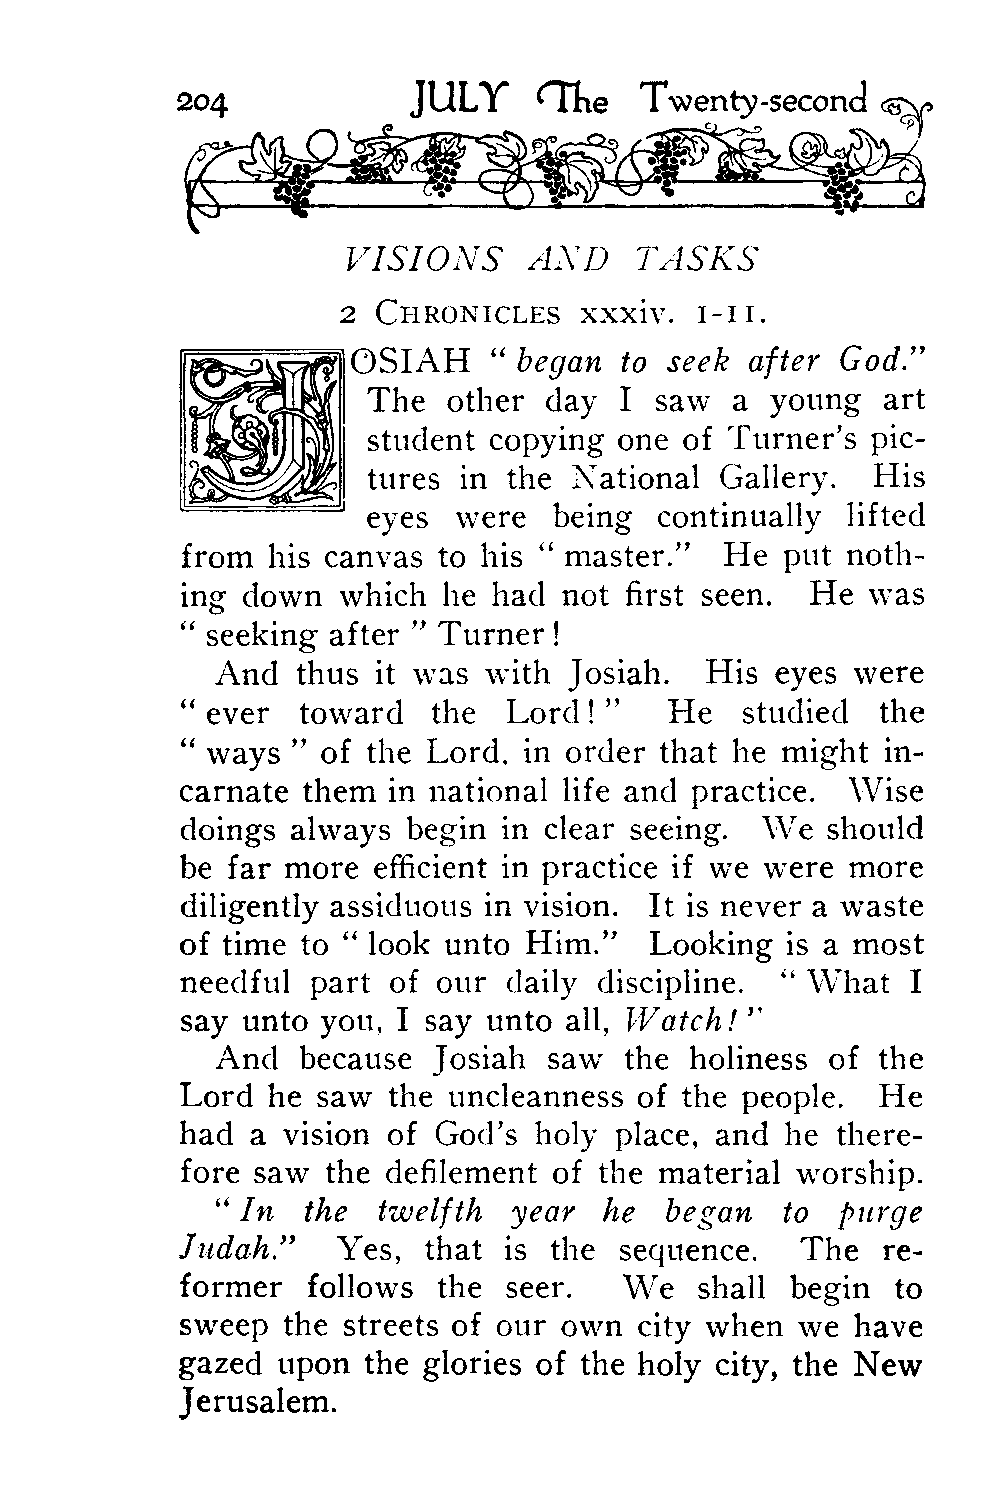 204 JULY The Twenty-second
VISIONS AND TASKS
2 CHRONICLES xxxiv. 1-11.
JOSIAH “ began to seek after God.”
The other day I saw a young art
student copying one of Turner’s pic-
tures in the National Gallery. His
eyes were being continually lifted
from his canvas to his “ master.” He put noth-
ing down which he had not first seen. He was
“ seeking after ” Turner !
And thus it was with Josiah. His eyes were
“ ever toward the Lord ! ” He studied the
“ ways ” of the Lord, in order that he might in-
carnate them in national life and practice. Wise
doings always begin in clear seeing. We should
be far more efficient in practice if we were more
diligently assiduous in vision. It is never a waste
of time to “ look unto Him.” Looking is a most
needful part of our daily discipline. “ What I
say unto you, I say unto all, Watch ! ”
And because Josiah saw the holiness of the
Lord he saw the uncleanness of the people. He
had a vision of God’s holy place, and he there-
fore saw the defilement of the material worship.
“ In the twelfth year he began to purge
Judah.” Yes, that is the sequence. The re-
former follows the seer. We shall begin to
sweep the streets of our own city when we have
gazed upon the glories of the holy city, the New
Jerusalem.